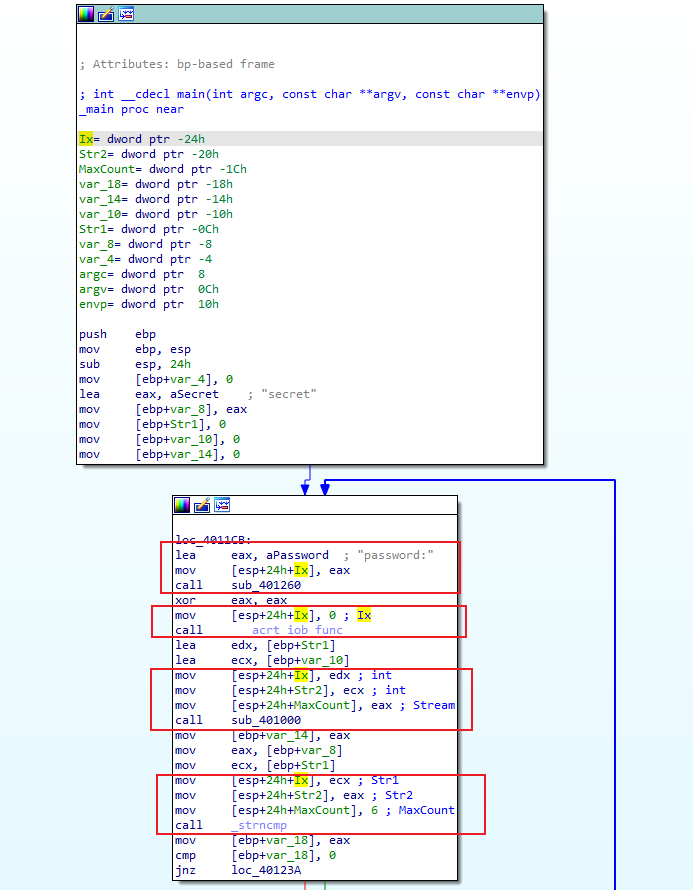 ; Attributes: bp-based frame
; int __cdecl main(int argc, const char **argv, const char **envp)
_main proc near
Ix= dword ptr -24h
Str2= dword ptr -20h
MaxCount= dword ptr -1Ch
var_18= dword ptr -18h
var_14= dword ptr -14h
var_10= dword ptr -10h
Str1= dword ptr -0Ch
var_8= dword ptr -8
var_4= dword ptr -4
argc= dword ptr  8
argv= dword ptr  0Ch
envp= dword ptr  10h
push    ebp
mov     ebp, esp
sub     esp, 24h
mov     [ebp+var_4], 0
lea     eax, aSecret    ; "secret"
mov     [ebp+var_8], eax
mov     [ebp+Str1], 0
mov     [ebp+var_10], 0
mov     [ebp+var_14], 0
loc_4011CB:
lea     eax, aPassword  ; "password:"
mov     [esp+24h+Ix], eax
call    sub_401260
xor     eax, eax
mov     [esp+24h+Ix], 0 ; Ix
call    __acrt_iob_func
lea     edx, [ebp+Str1]
lea     ecx, [ebp+var_10]
mov     [esp+24h+Ix], edx ; int
mov     [esp+24h+Str2], ecx ; int
mov     [esp+24h+MaxCount], eax ; Stream
call    sub_401000
mov     [ebp+var_14], eax
mov     eax, [ebp+var_8]
mov     ecx, [ebp+Str1]
mov     [esp+24h+Ix], ecx ; Str1
mov     [esp+24h+Str2], eax ; Str2
mov     [esp+24h+MaxCount], 6 ; MaxCount
call    _strncmp
mov     [ebp+var_18], eax
cmp     [ebp+var_18], 0
jnz     loc_40123A